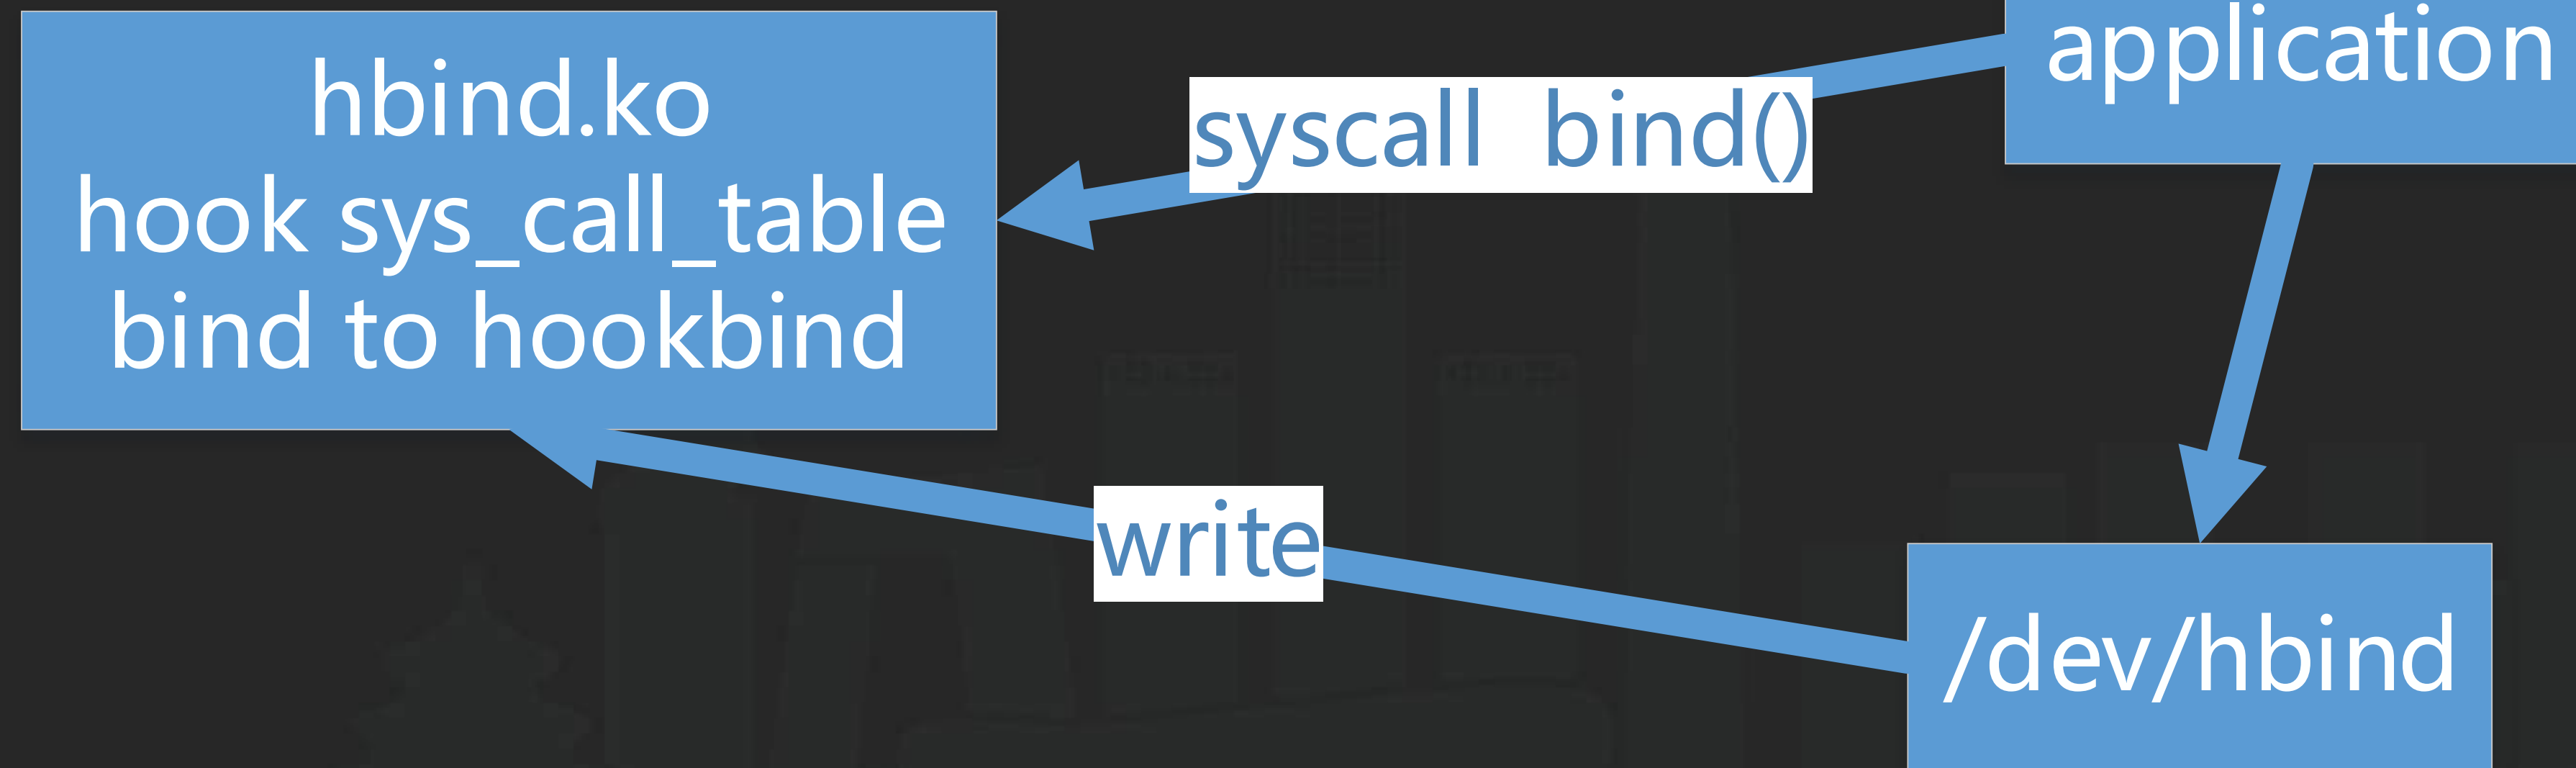 application
hbind.ko
hook sys_call_table
bind to hookbind
syscall  bind()
write
/dev/hbind